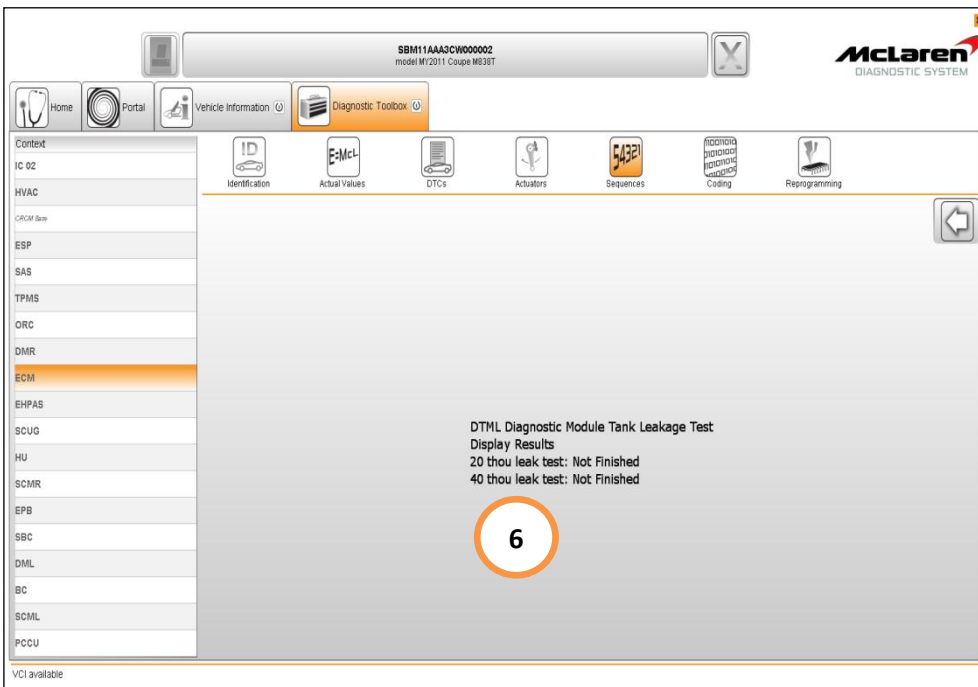 SBM11AAA3CW000002
model MY2011 Coupe M838T
McLaren
DIAGNOSTIC SYSTEM
Home
Portal
Vehicle Information
Diagnostic Toolbox
Context
IC 02
HVAC
CRCM Base
ESP
SAS
TPMS
ORC
DMR
ECM
EHPAS
SCUG
HU
SCMR
EPB
SBC
DML
BC
SCML
PCCU
ID
Identification
E=McL
Actual Values
DTCs
Actuators
54321
Sequences
Coding
Reprogramming
DTML Diagnostic Module Tank Leakage Test
Display Results
20 thou leak test: Not Finished
40 thou leak test: Not Finished
6
VCI available